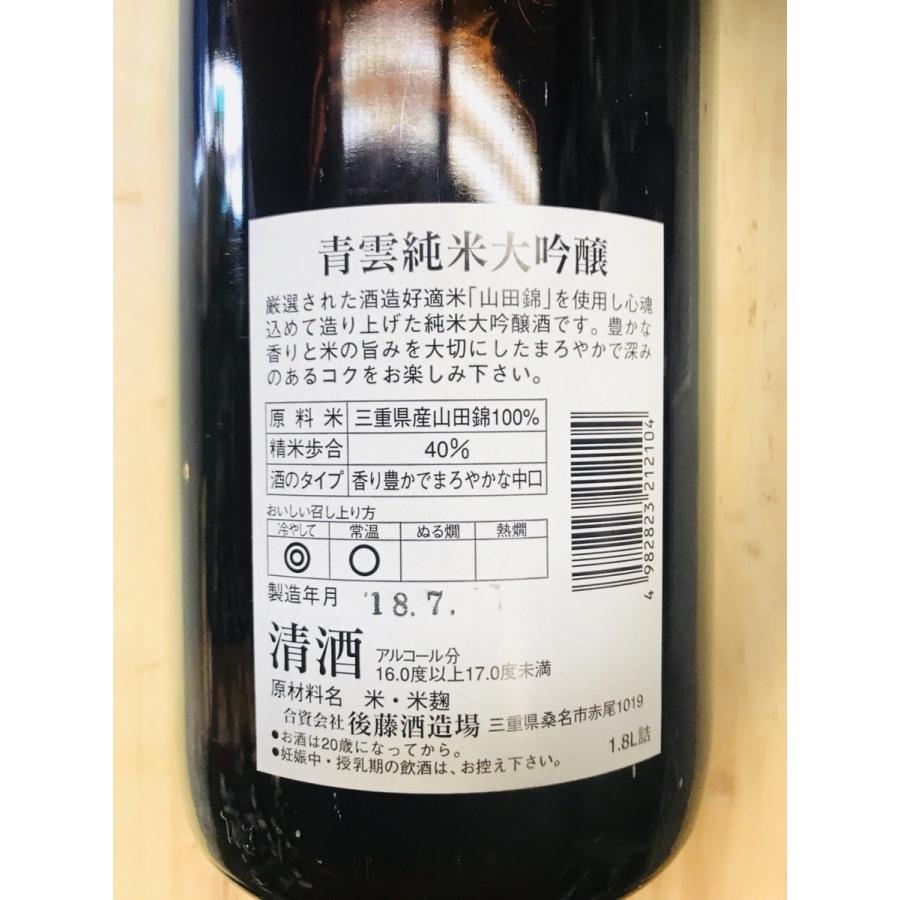 青雲純米大吟醸
厳選された酒造好適米「山田錦」を使用し心魂
込めて造り上げた純米大吟醸酒です。豊かな
香りと米の旨みを大切にしたまろやかで深み
のあるコクをお楽しみ下さい。
原料米 三重県産山田錦100%
精米歩合 40%
酒のタイプ 香り豊かでまろやかな中口
おいしい召し上り方
冷やして 常温 ぬる燗 熱燗
◎ ○
製造年月 '18.7.
清酒 アルコール分
16.0度以上17.0度未満
原材料名 米・米麹
合資会社 後藤酒造場 三重県桑名市赤尾1019
●お酒は20歳になってから。
●妊娠中・授乳期の飲酒は、お控え下さい。
1.8L詰
4982823212104